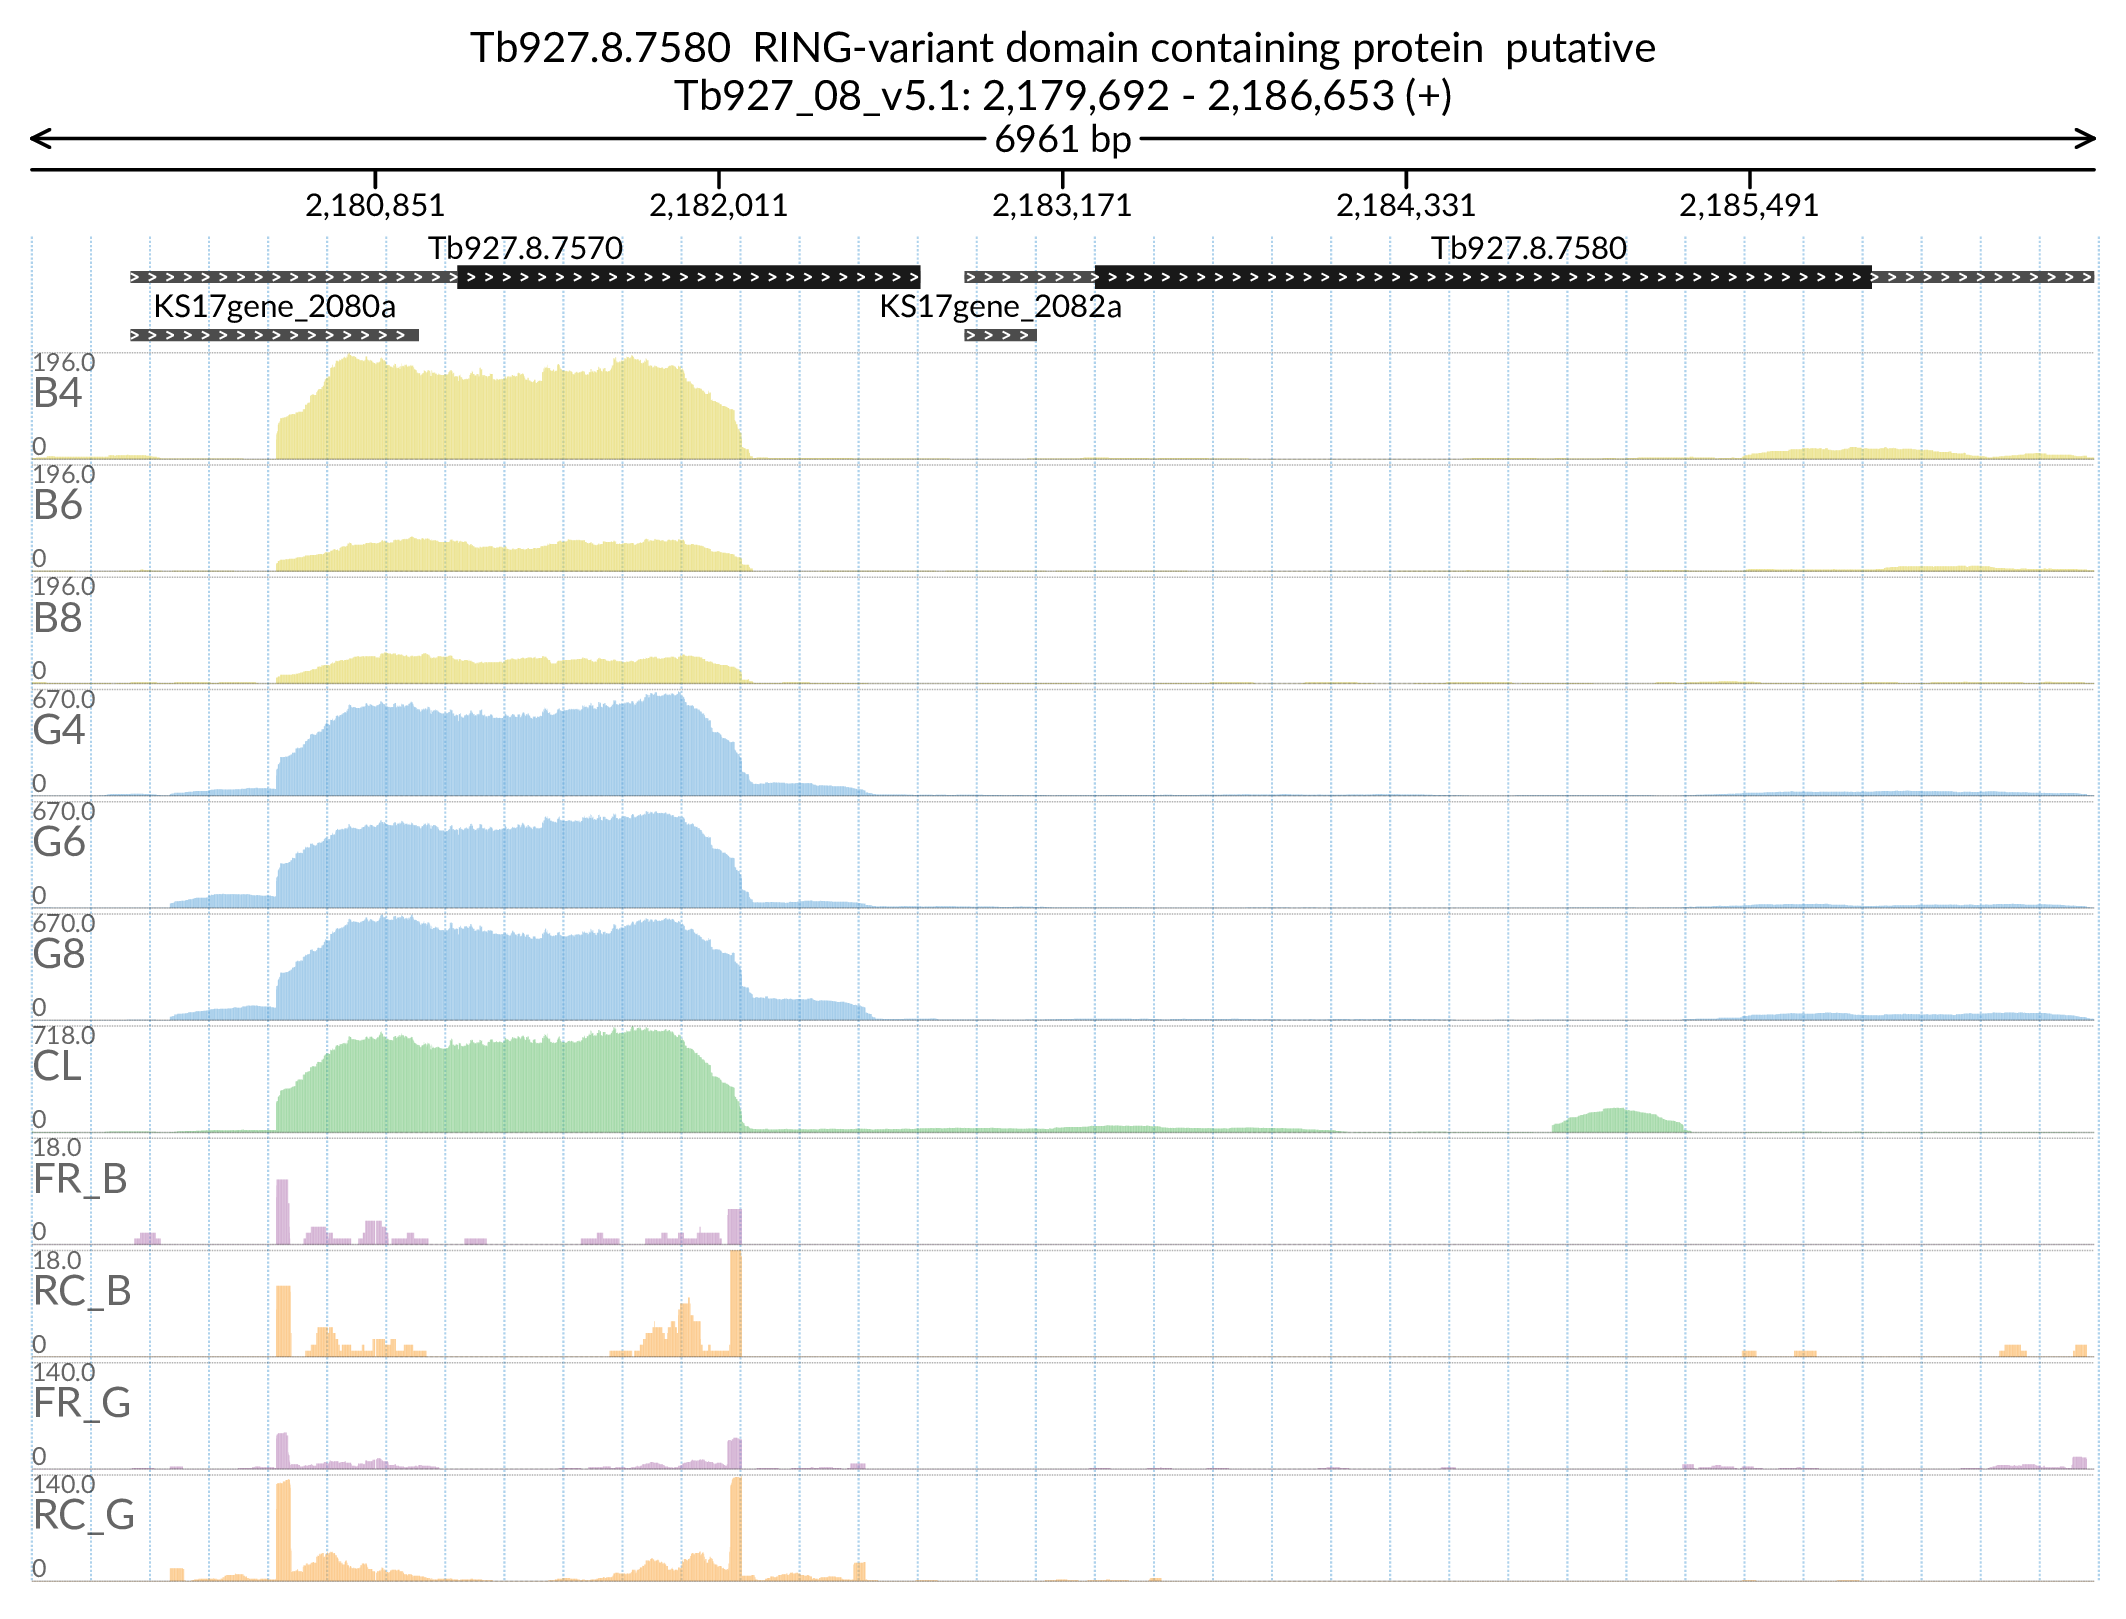 Tb927.8.7580  RING-variant domain containing protein  putative
Tb927_08_v5.1: 2,179,692 - 2,186,653 (+)
6961 bp
2,180,851 2,182,011 2,183,171 2,184,331 2,185,491
Tb927.8.7570 Tb927.8.7580
KS17gene_2080a KS17gene_2082a
196.0
B4
0
196.0
B6
0
196.0
B8
0
670.0
G4
0
670.0
G6
0
670.0
G8
0
718.0
CL
0
18.0
FR_B
0
18.0
RC_B
0
140.0
FR_G
0
140.0
RC_G
0